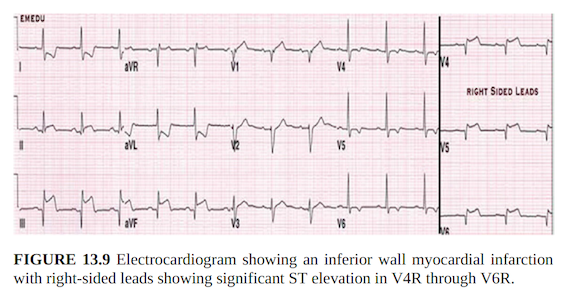 EMEDU
I aVR V1 V4 V4
RIGHT SIDED LEADS
II aVL V2 V5 V5
III aVF V3 V6 V6
FIGURE 13.9 Electrocardiogram showing an inferior wall myocardial infarction
with right-sided leads showing significant ST elevation in V4R through V6R.